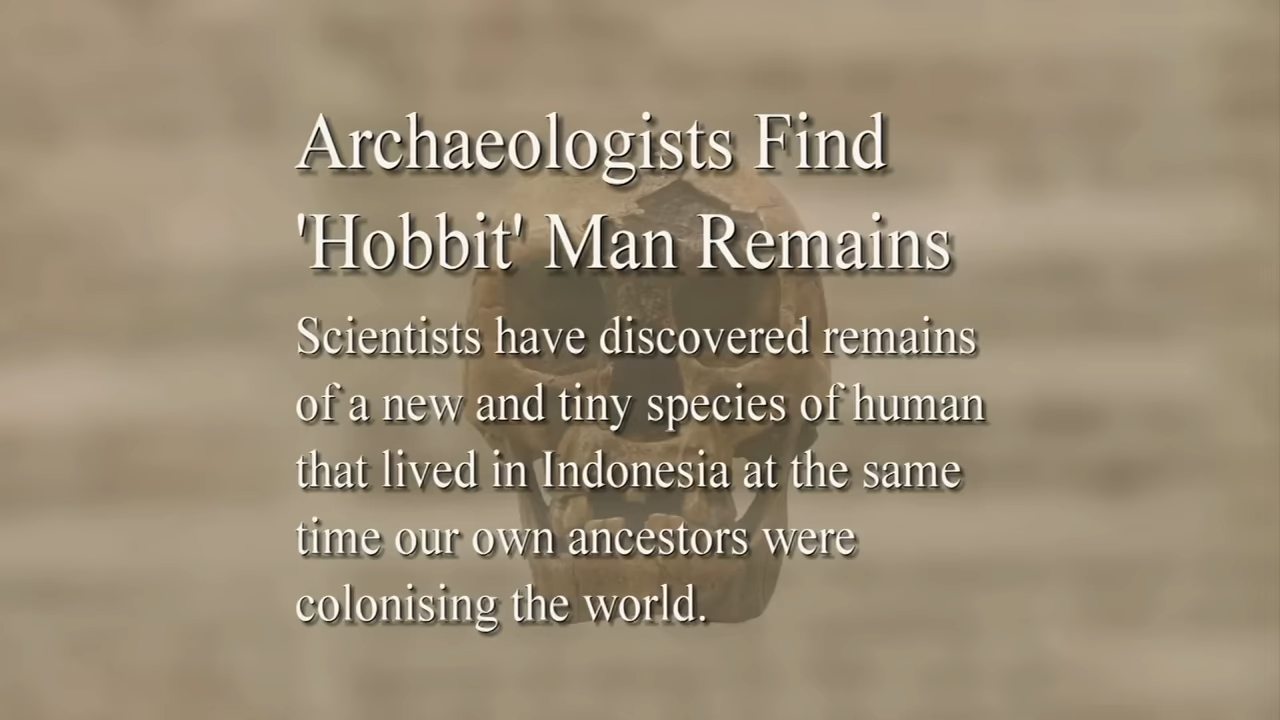 Archaeologists Find
'Hobbit' Man Remains
Scientists have discovered remains
of a new and tiny species of human
that lived in Indonesia at the same
time our own ancestors were
colonising the world.